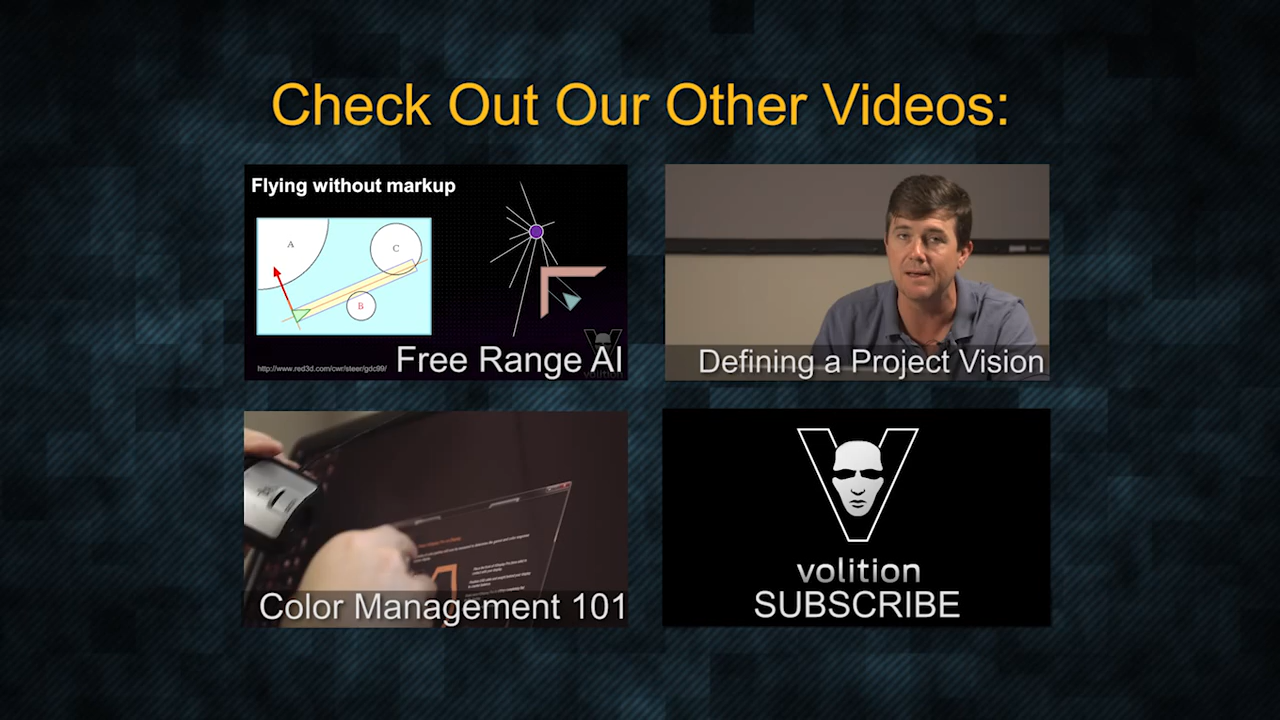 Check Out Our Other Videos:
Flying without markup
A
C
B
http://www.red3d.com/cwr/steer/gdc99/
Free Range AI
Defining a Project Vision
Color Management 101
volition
SUBSCRIBE